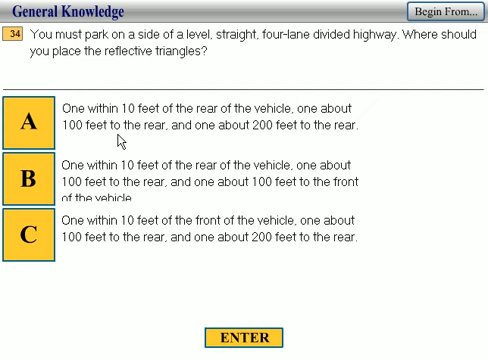 General Knowledge
Begin From...
34 You must park on a side of a level, straight, four-lane divided highway. Where should
you place the reflective triangles?
A
One within 10 feet of the rear of the vehicle, one about
100 feet to the rear, and one about 200 feet to the rear.
B
One within 10 feet of the rear of the vehicle, one about
100 feet to the rear, and one about 100 feet to the front
of the vehicle.
C
One within 10 feet of the front of the vehicle, one about
100 feet to the rear, and one about 200 feet to the rear.
ENTER